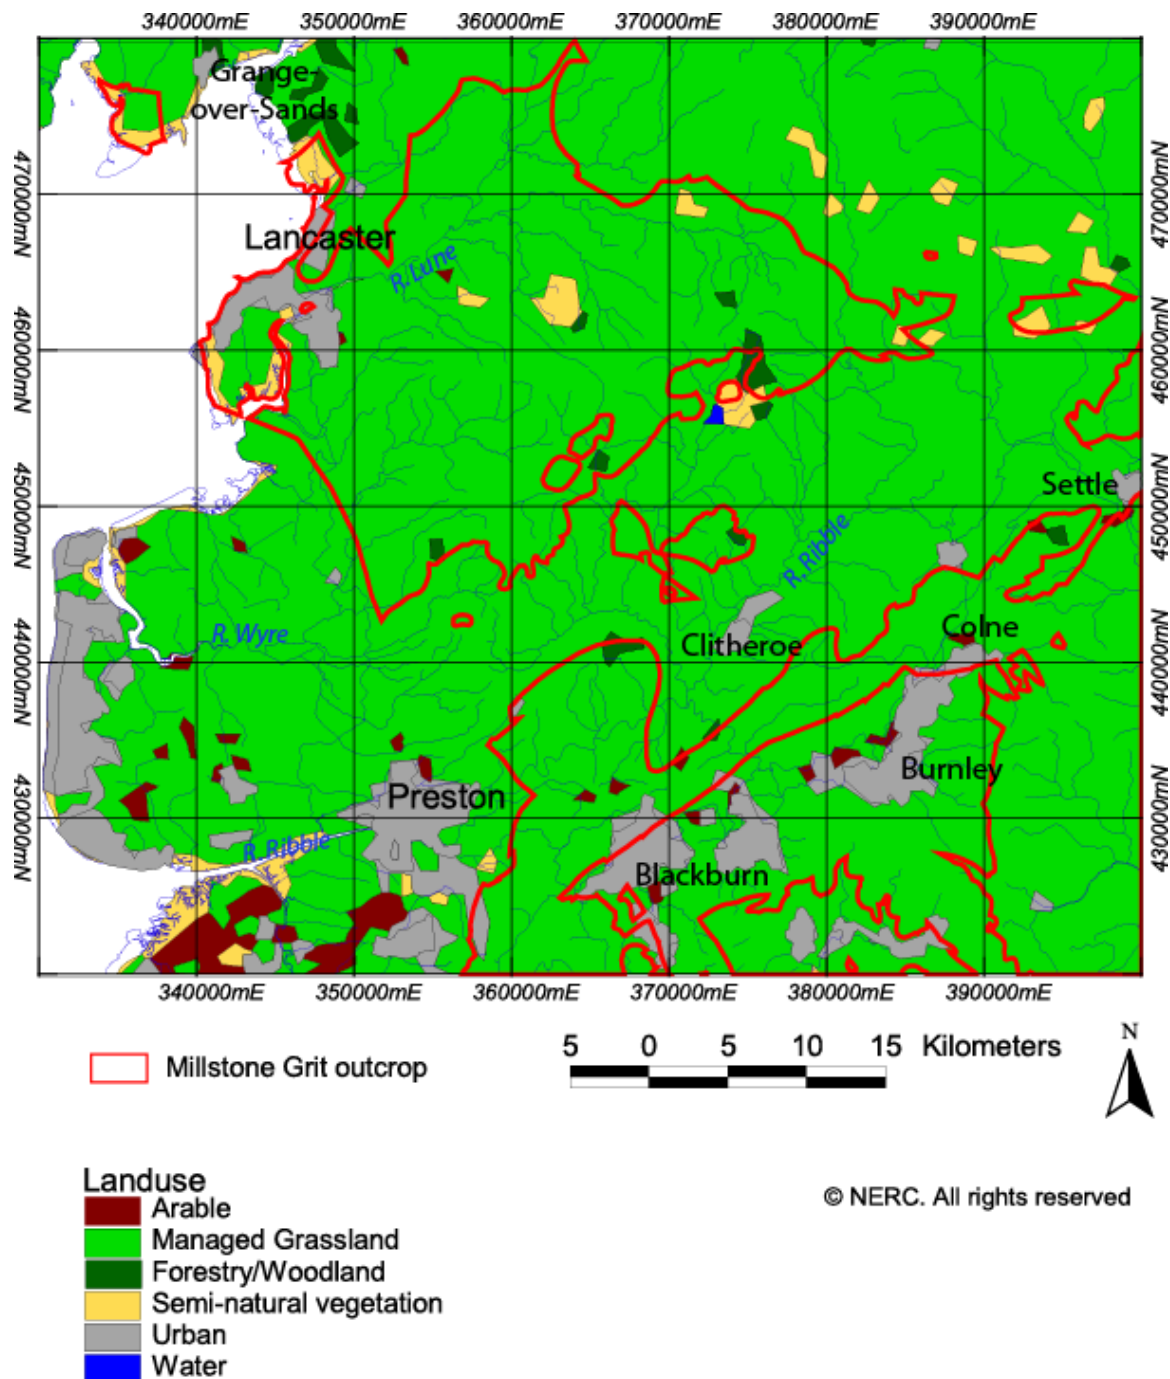 340000mE 350000mE 360000mE 370000mE 380000mE 390000mE
Grange-
over-Sands
470000mN 470000mN
Lancaster
R. Lune
460000mN 460000mN
Settle
450000mN 450000mN
R. Ribble
R. Wyre
Colne
Clitheroe
440000mN 440000mN
Burnley
Preston
430000mN 430000mN
R. Ribble
Blackburn
340000mE 350000mE 360000mE 370000mE 380000mE 390000mE
Millstone Grit outcrop
5 0 5 10 15 Kilometers
N
Landuse
Arable
Managed Grassland
Forestry/Woodland
Semi-natural vegetation
Urban
Water
© NERC. All rights reserved